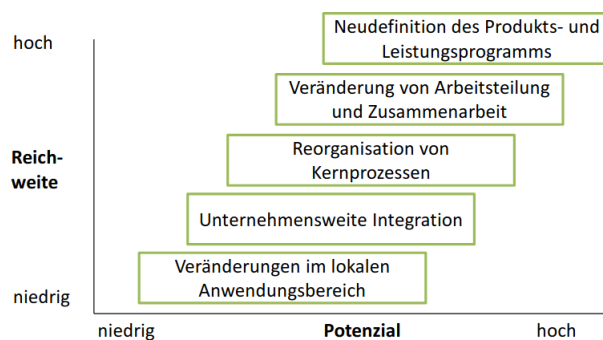 hoch
Neudefinition des Produkts- und
Leistungsprogramms
Veränderung von Arbeitsteilung
und Zusammenarbeit
Reich-
weite
Reorganisation von
Kernprozessen
Unternehmensweite Integration
Veränderungen im lokalen
Anwendungsbereich
niedrig
niedrig
Potenzial
hoch